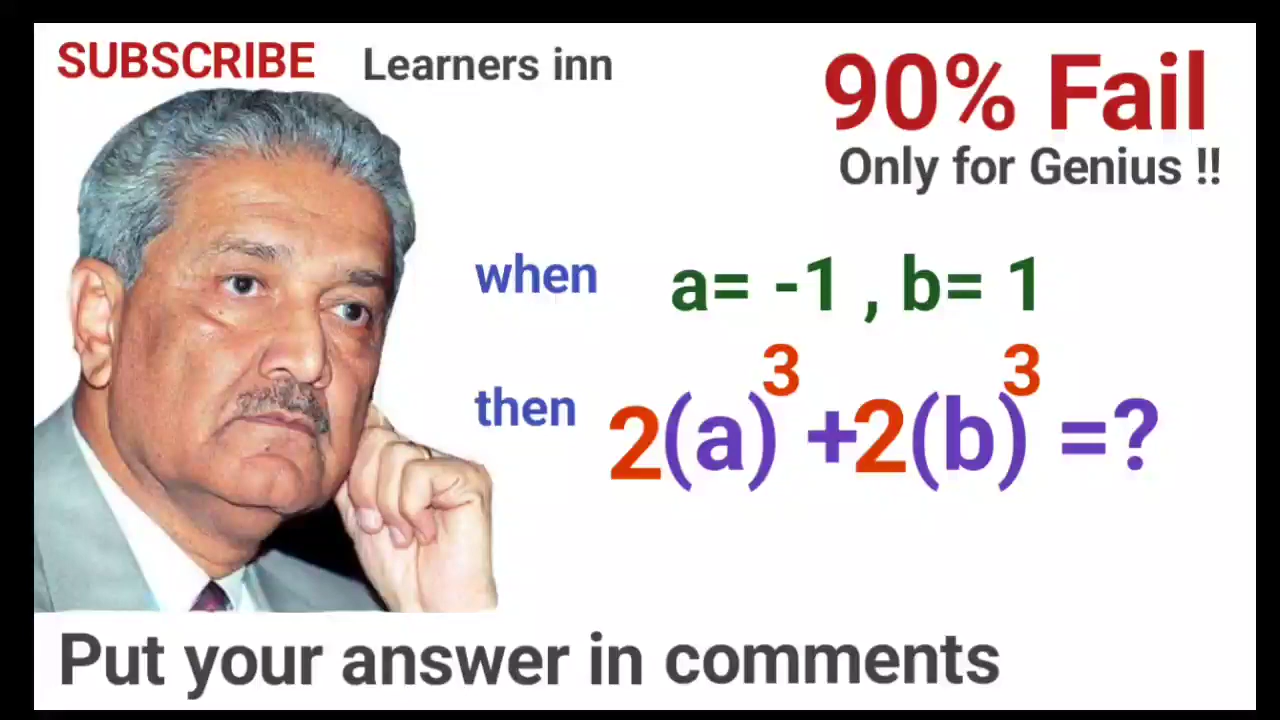 SUBSCRIBE Learners inn
90% Fail
Only for Genius !!
when a= -1 , b= 1
then 2(a)³ +2(b)³ =?
Put your answer in comments